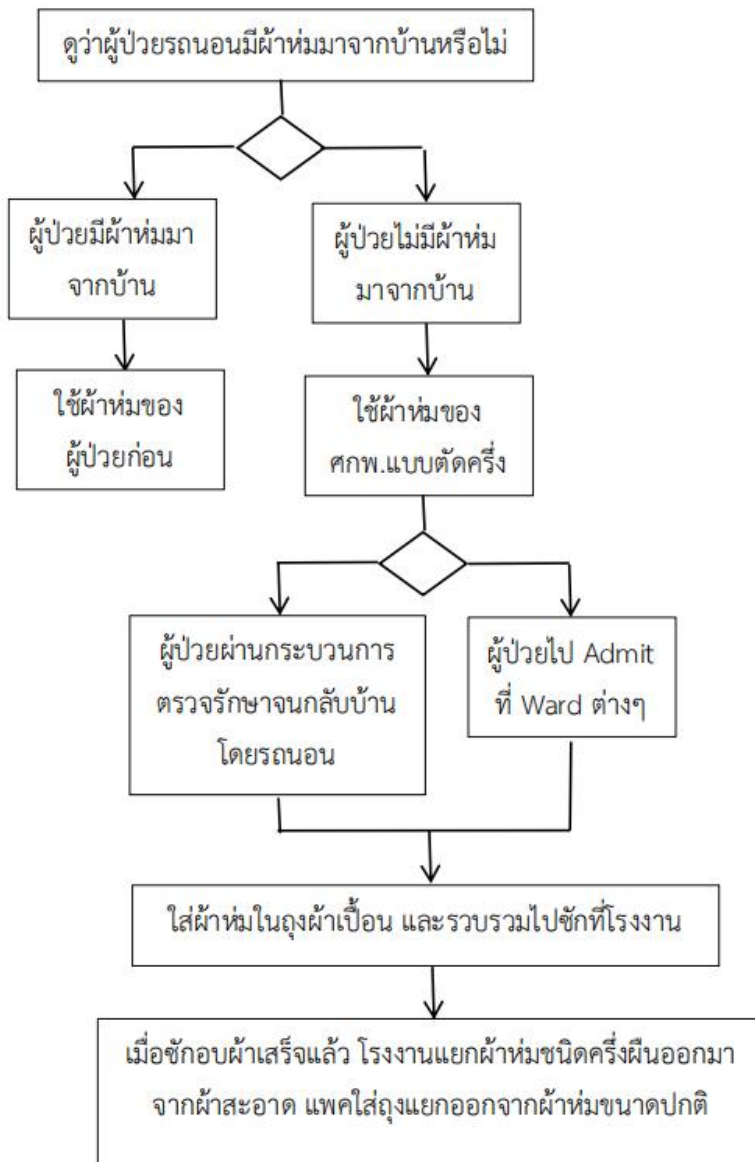 ดูว่าผู้ป่วยรถนอนมีผ้าห่มมาจากบ้านหรือไม่
ผู้ป่วยมีผ้าห่มมา
จากบ้าน
ผู้ป่วยไม่มีผ้าห่ม
มาจากบ้าน
ใช้ผ้าห่มของ
ผู้ป่วยก่อน
ใช้ผ้าห่มของ
ศกพ.แบบตัดครึ่ง
ผู้ป่วยผ่านกระบวนการ
ตรวจรักษาจนกลับบ้าน
โดยรถนอน
ผู้ป่วยไป Admit
ที่ Ward ต่างๆ
ใส่ผ้าห่มในถุงผ้าเปื้อน และรวบรวมไปซักที่โรงงาน
เมื่อซักอบผ้าเสร็จแล้ว โรงงานแยกผ้าห่มชนิดครึ่งผืนออกมา
จากผ้าสะอาด แพคใส่ถุงแยกออกจากผ้าห่มขนาดปกติ